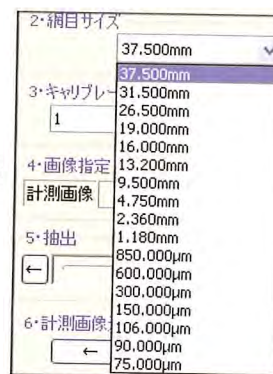 2・網目サイズ
37.500mm
37.500mm
31.500mm
3・キャリブレー
26.500mm
1
19.000mm
16.000mm
4・画像指定
13.200mm
9.500mm
計測画像
4.750mm
2.360mm
5・抽出
1.180mm
850.000μm
←
600.000μm
300.000μm
150.000μm
6・計測画像
106.000μm
←
90.000μm
75.000μm